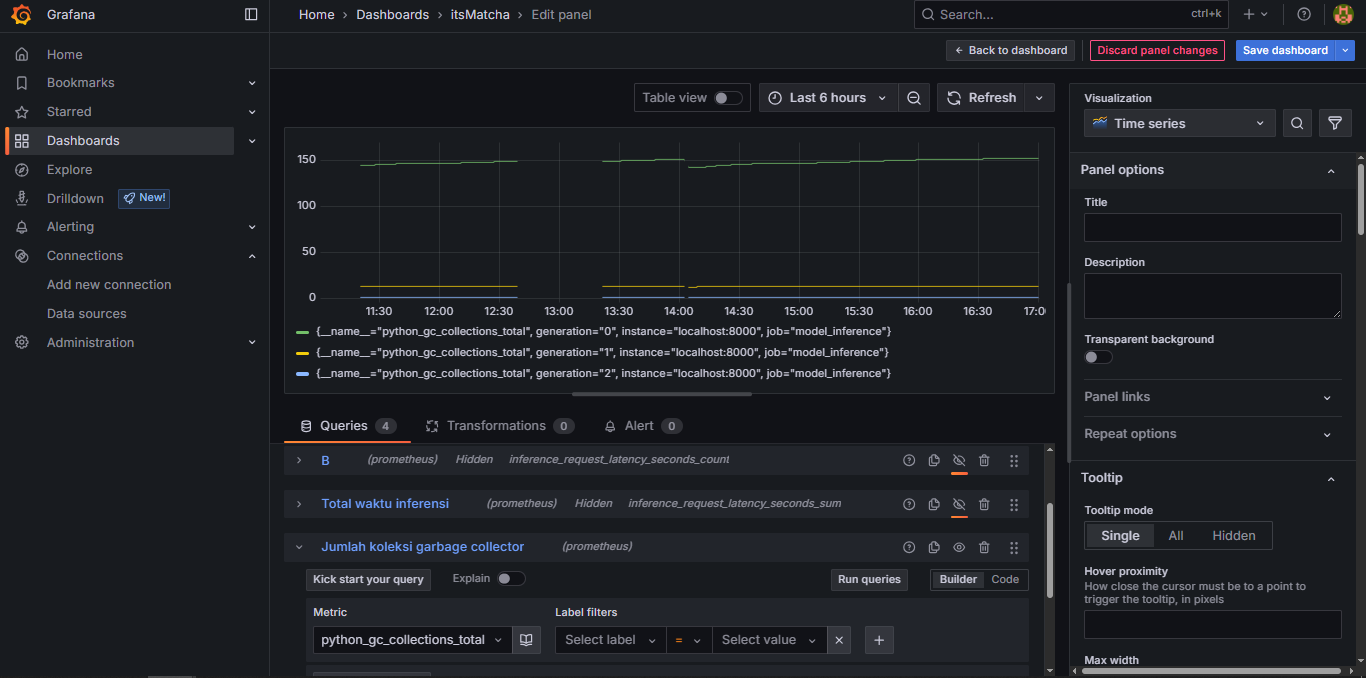 Grafana
Home › Dashboards › itsMatcha › Edit panel
Search...
ctrl+k
Back to dashboard
Discard panel changes
Save dashboard
Home
Bookmarks
Starred
Dashboards
Explore
Drilldown
New!
Alerting
Connections
Add new connection
Data sources
Administration
Table view
Last 6 hours
Refresh
150
100
50
0
11:30 12:00 12:30 13:00 13:30 14:00 14:30 15:00 15:30 16:00 16:30 17:0
{__name__="python_gc_collections_total", generation="0", instance="localhost:8000", job="model_inference"}
{__name__="python_gc_collections_total", generation="1", instance="localhost:8000", job="model_inference"}
{__name__="python_gc_collections_total", generation="2", instance="localhost:8000", job="model_inference"}
Queries 4
Transformations 0
Alert 0
B (prometheus) Hidden inference_request_latency_seconds_count
Total waktu inferensi (prometheus) Hidden inference_request_latency_seconds_sum
Jumlah koleksi garbage collector (prometheus)
Kick start your query
Explain
Run queries
Builder
Code
Metric
Label filters
python_gc_collections_total
Select label
=
Select value
Visualization
Time series
Panel options
Title
Description
Transparent background
Panel links
Repeat options
Tooltip
Tooltip mode
Single
All
Hidden
Hover proximity
How close the cursor must be to a point to
trigger the tooltip, in pixels
Max width